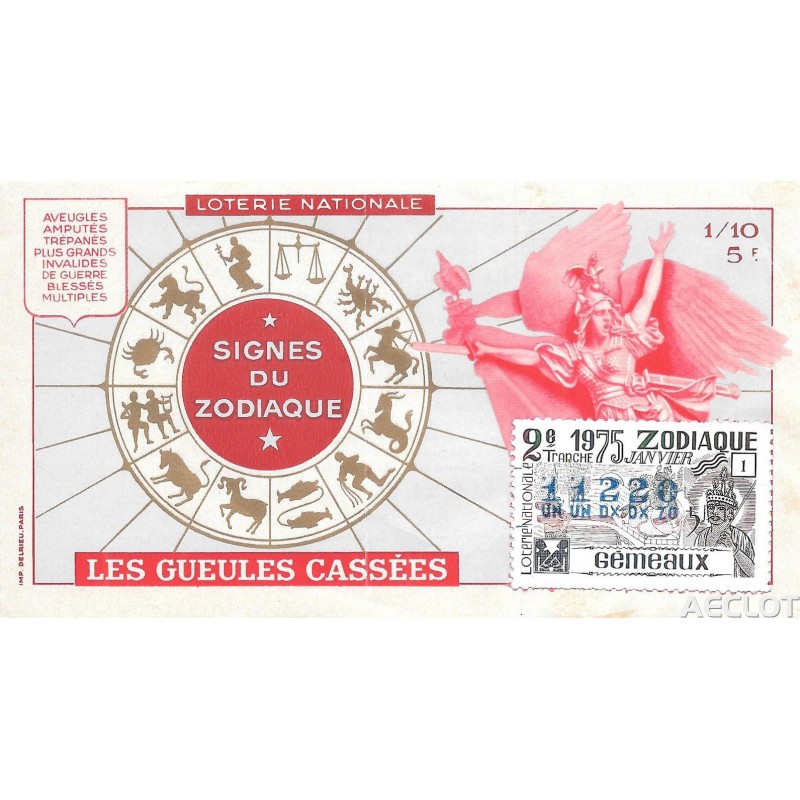 LOTERIE NATIONALE
AVEUGLES
AMPUTÉS
TRÉPANÉS
PLUS GRANDS
INVALIDES
DE GUERRE
BLESSÉS
MULTIPLES
1/10
5 F.
★
SIGNES
DU
ZODIAQUE
★
2e 1975 ZODIAQUE
TRANCHE JANVIER
1
11220
UN UN DX DX ZO
Loterie nationale
Gémeaux
LES GUEULES CASSÉES
IMP. DELRIEU. PARIS
AECLOT